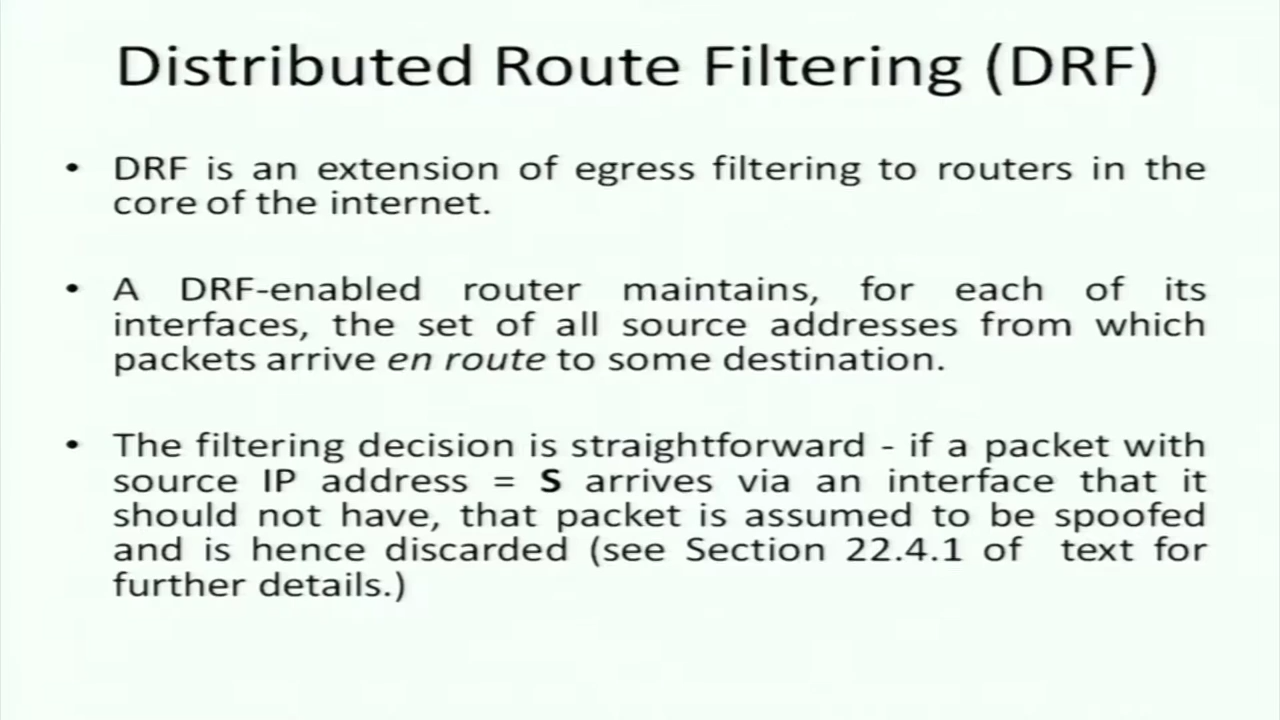 Distributed Route Filtering (DRF)
• DRF is an extension of egress filtering to routers in the
core of the internet.
• A DRF-enabled router maintains, for each of its
interfaces, the set of all source addresses from which
packets arrive en route to some destination.
• The filtering decision is straightforward - if a packet with
source IP address = S arrives via an interface that it
should not have, that packet is assumed to be spoofed
and is hence discarded (see Section 22.4.1 of text for
further details.)